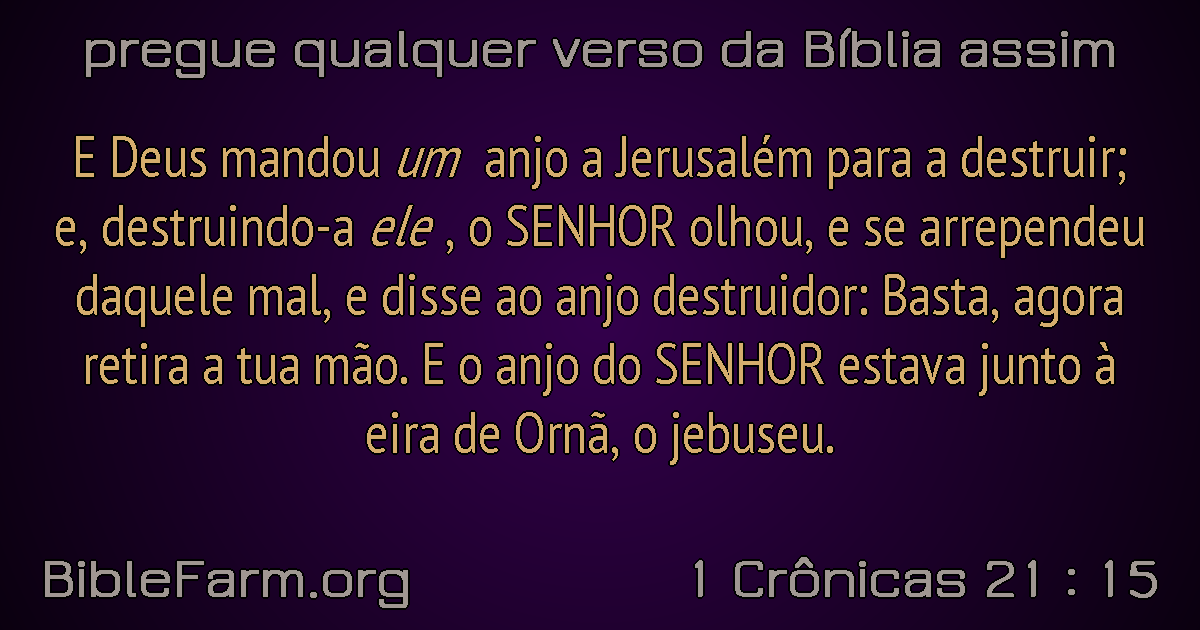 pregue qualquer verso da Bíblia assim
E Deus mandou um anjo a Jerusalém para a destruir;
e, destruindo-a ele , o SENHOR olhou, e se arrependeu
daquele mal, e disse ao anjo destruidor: Basta, agora
retira a tua mão. E o anjo do SENHOR estava junto à
eira de Ornã, o jebuseu.
BibleFarm.org
1 Crônicas 21 : 15